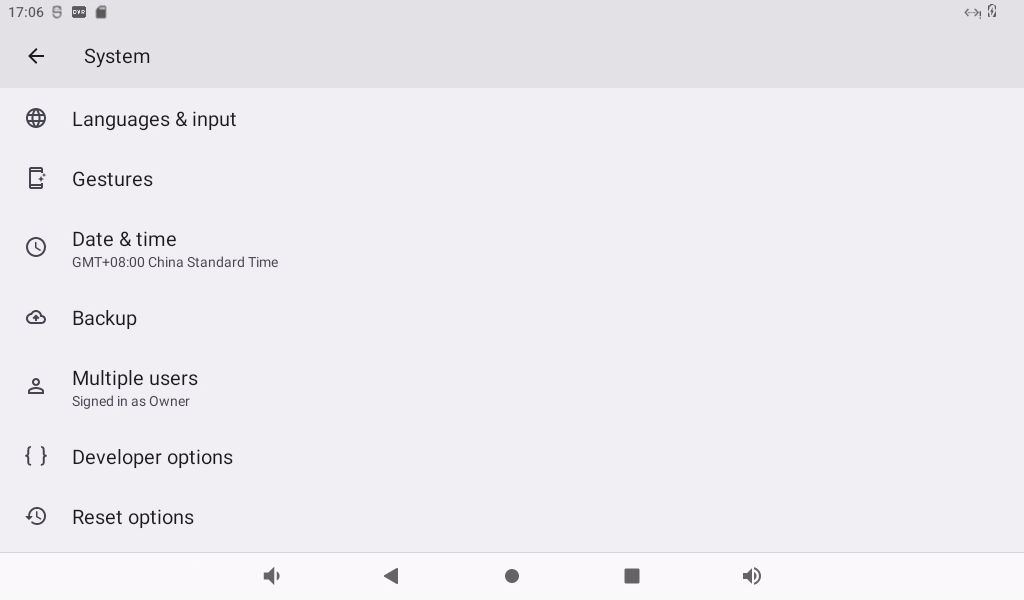 17:06
DVR
System
Languages & input
Gestures
Date & time
GMT+08:00 China Standard Time
Backup
Multiple users
Signed in as Owner
Developer options
Reset options